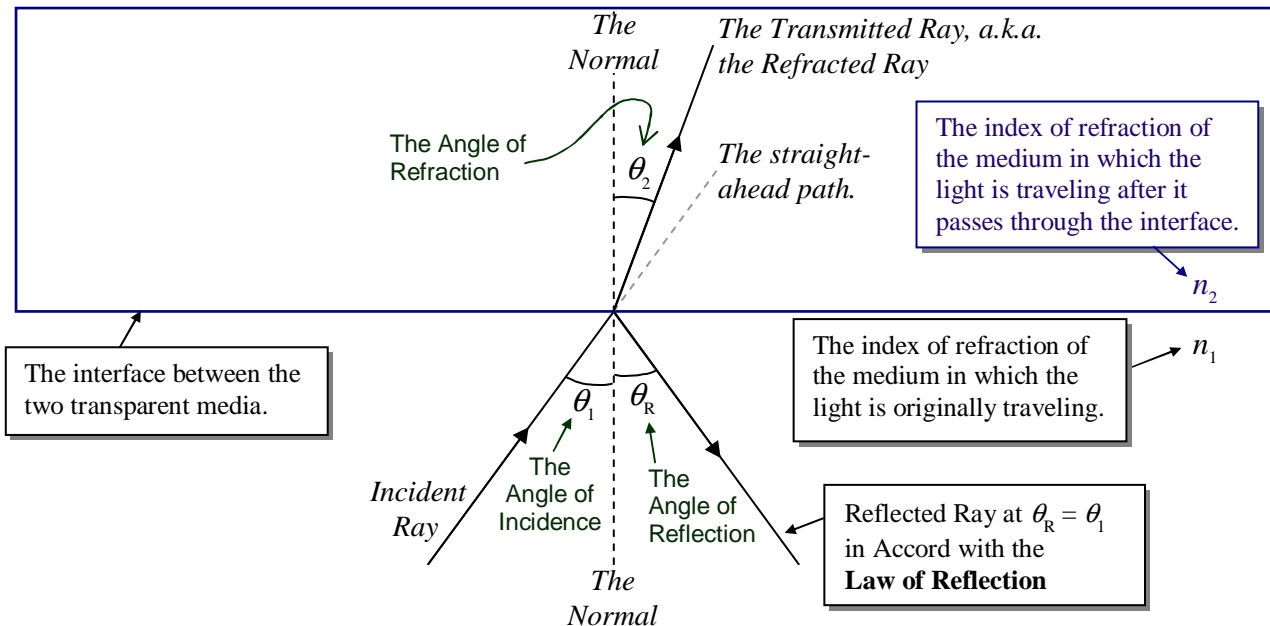 The
Normal
The Transmitted Ray, a.k.a.
the Refracted Ray
The Angle of
Refraction
θ₂
The straight-
ahead path.
The index of refraction of
the medium in which the
light is traveling after it
passes through the interface.
n₂
The interface between the
two transparent media.
The index of refraction of
the medium in which the
light is originally traveling.
n₁
θ₁
θR
Incident
Ray
The
Angle of
Incidence
The
Angle of
Reflection
Reflected Ray at θR = θ₁
in Accord with the
Law of Reflection
The
Normal